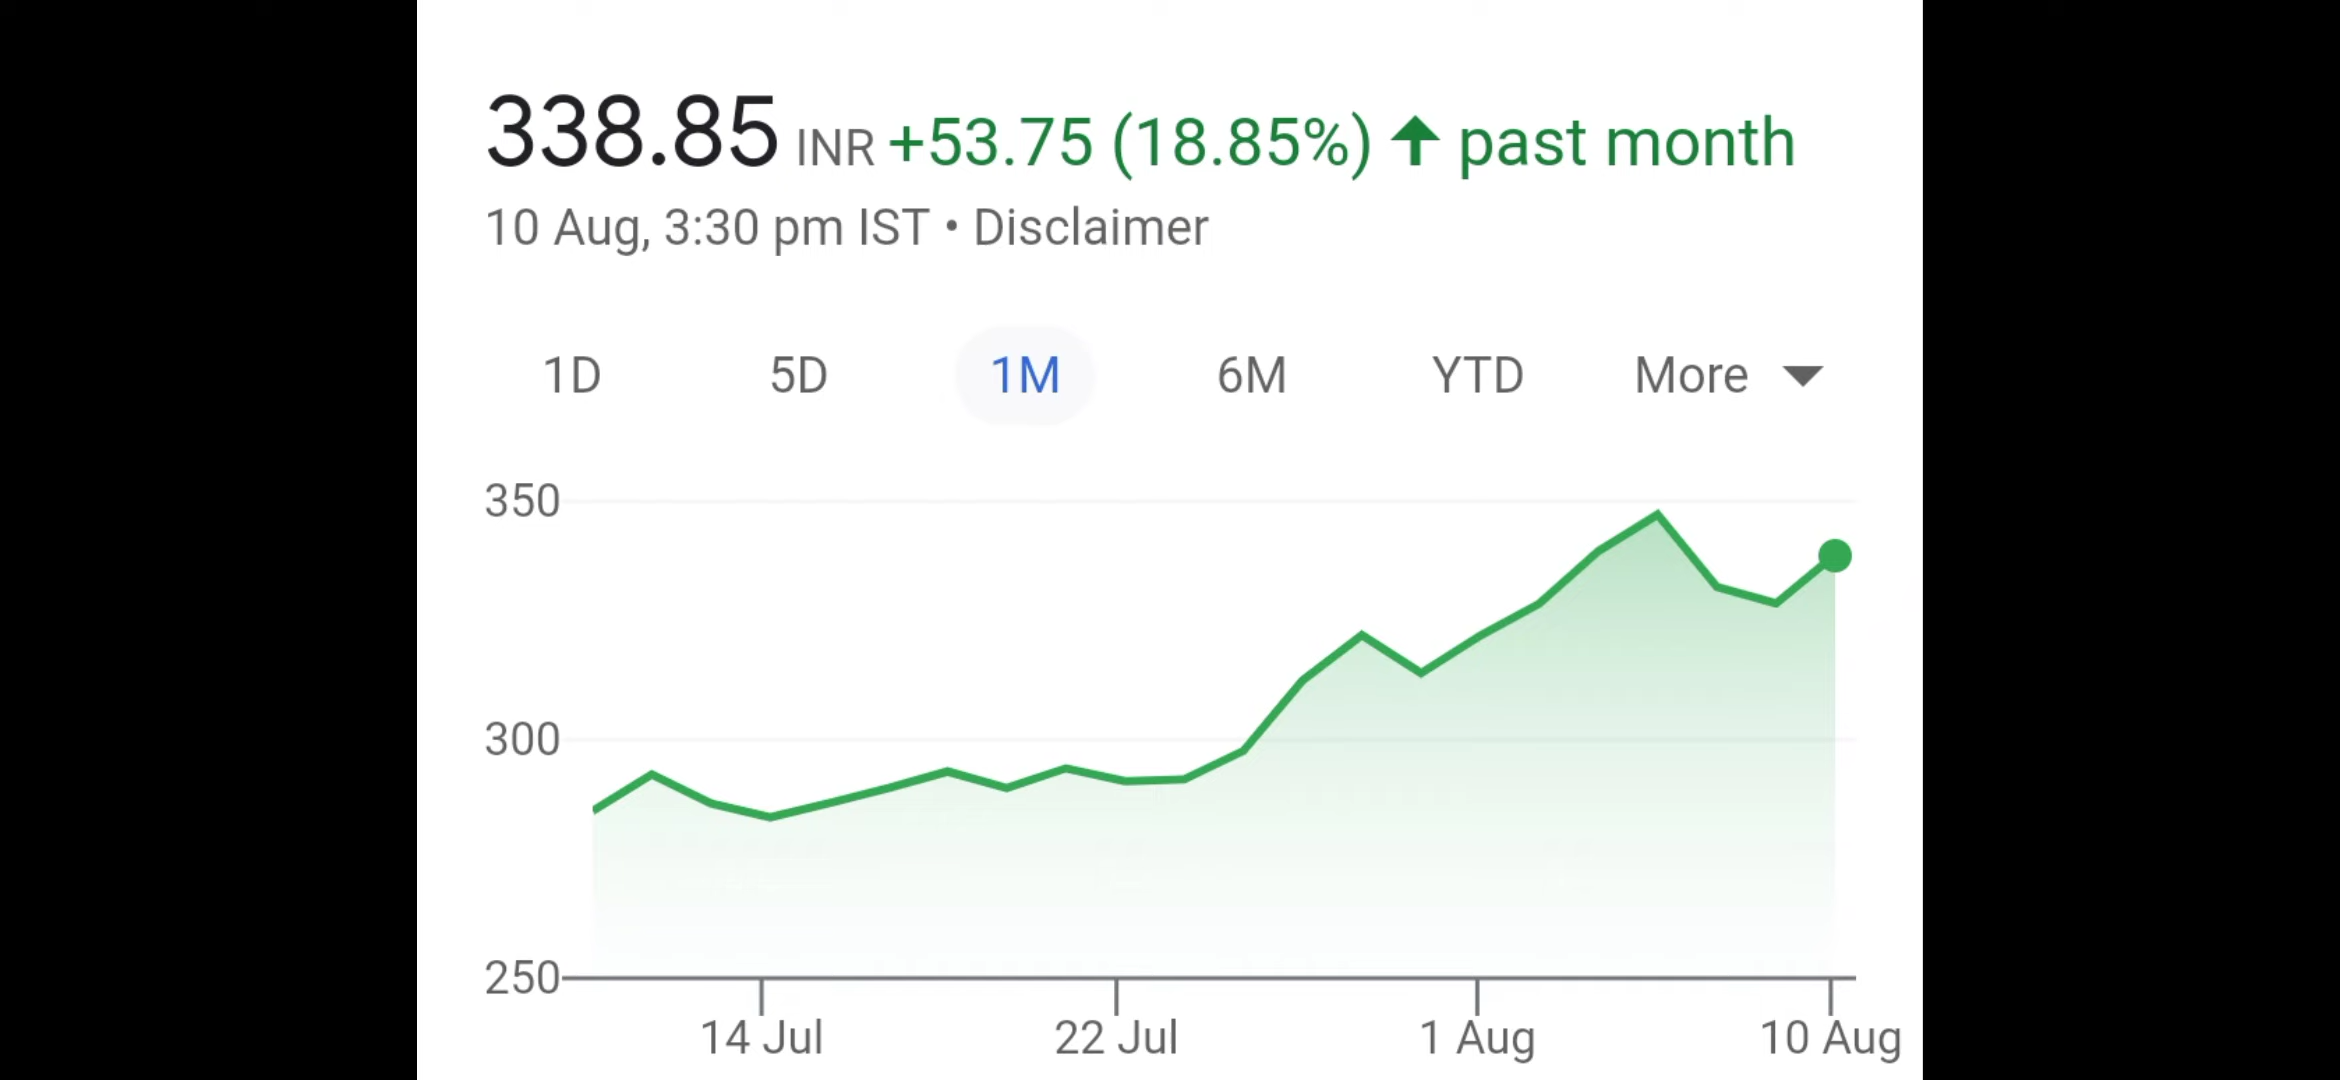 338.85 INR +53.75 (18.85%) ↑ past month
10 Aug, 3:30 pm IST • Disclaimer
1D 5D 1M 6M YTD More
350
300
250
14 Jul 22 Jul 1 Aug 10 Aug